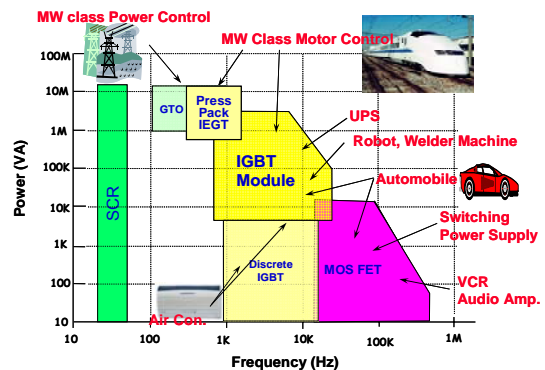 MW class Power Control
MW Class Motor Control
100M
10M
1M
100K
10K
1K
100
10
Power (VA)
SCR
GTO
Press
Pack
IEGT
IGBT
Module
Discrete
IGBT
MOS FET
UPS
Robot, Welder Machine
Automobile
Switching
Power Supply
VCR
Audio Amp.
Air Con.
10
100
1K
10K
100K
1M
Frequency (Hz)